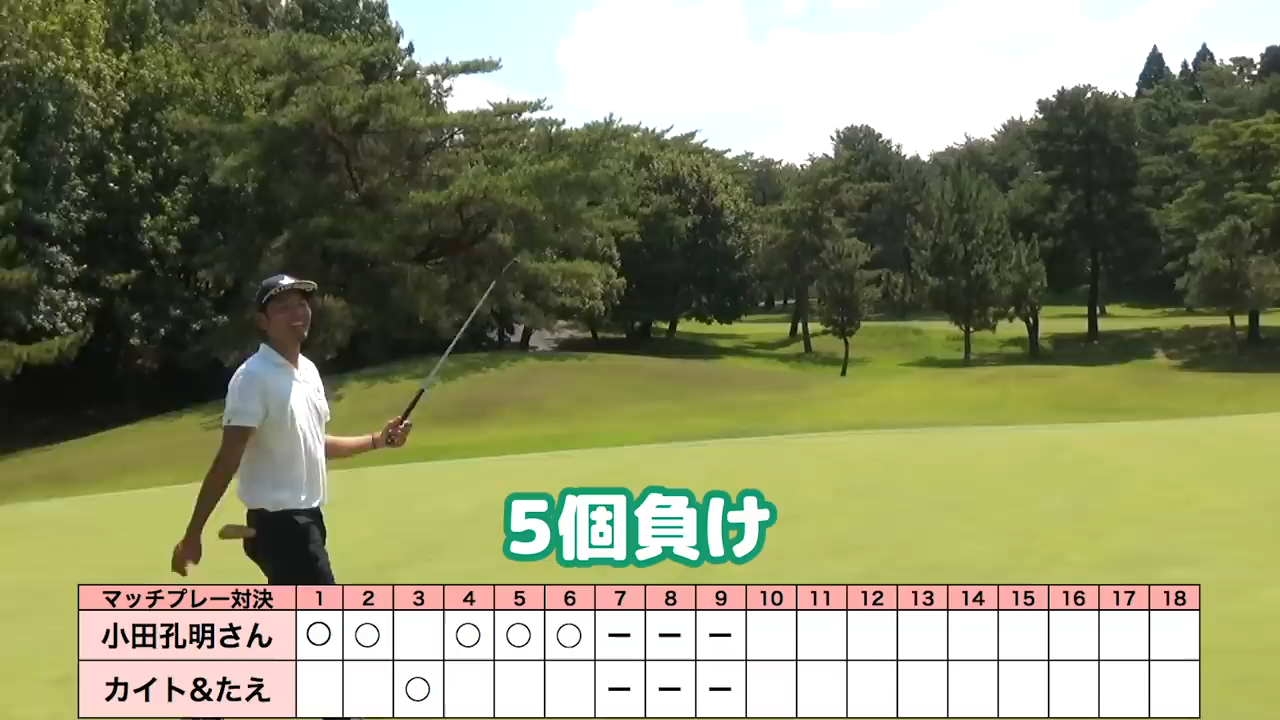 5個負け
マッチプレー対決 1 2 3 4 5 6 7 8 9 10 11 12 13 14 15 16 17 18
小田孔明さん ○ ○ ○ ○ ○ ー ー ー
カイト&たえ ○ ー ー ー